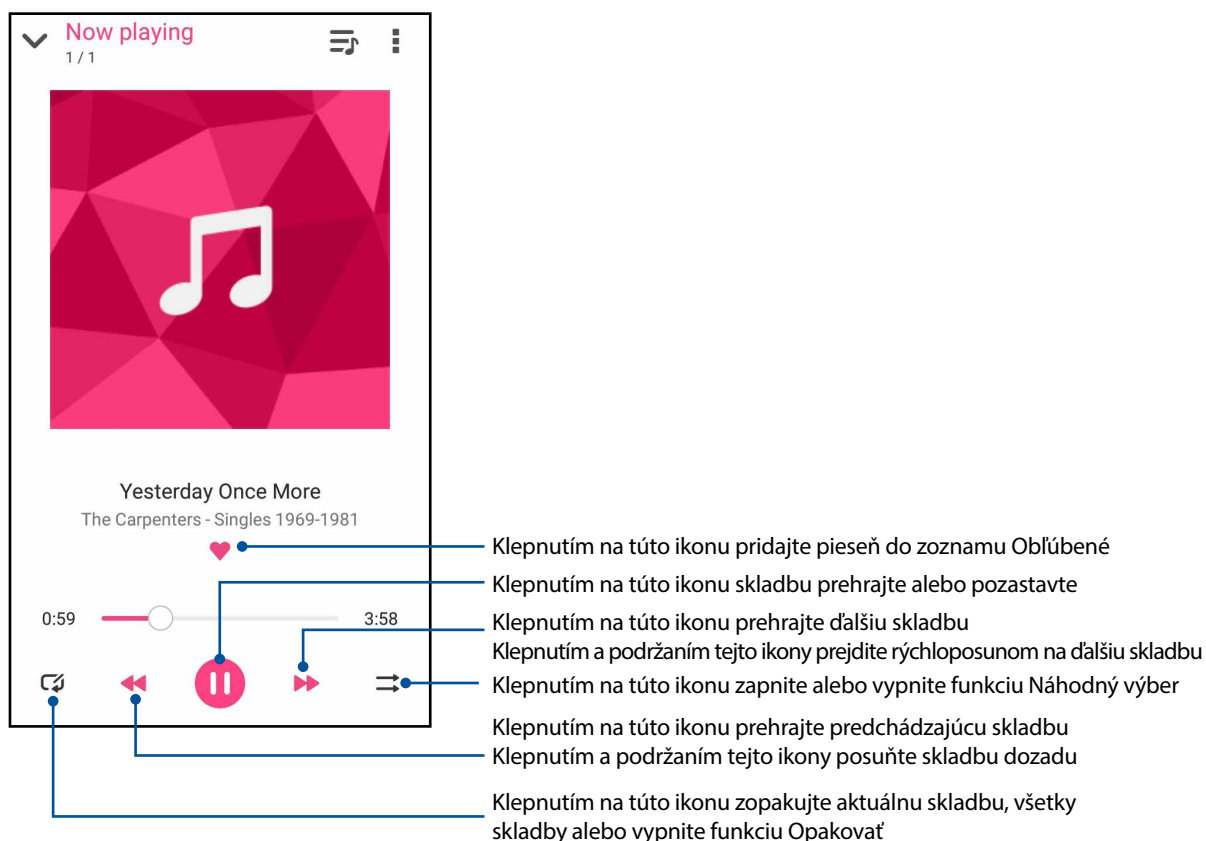 Now playing
1 / 1
Yesterday Once More
The Carpenters - Singles 1969-1981
Klepnutím na túto ikonu pridajte pieseň do zoznamu Obľúbené
Klepnutím na túto ikonu skladbu prehrajte alebo pozastavte
0:59
3:58
Klepnutím na túto ikonu prehrajte ďalšiu skladbu
Klepnutím a podržaním tejto ikony prejdite rýchloposunom na ďalšiu skladbu
Klepnutím na túto ikonu zapnite alebo vypnite funkciu Náhodný výber
Klepnutím na túto ikonu prehrajte predchádzajúcu skladbu
Klepnutím a podržaním tejto ikony posuňte skladbu dozadu
Klepnutím na túto ikonu zopakujte aktuálnu skladbu, všetky
skladby alebo vypnite funkciu Opakovať